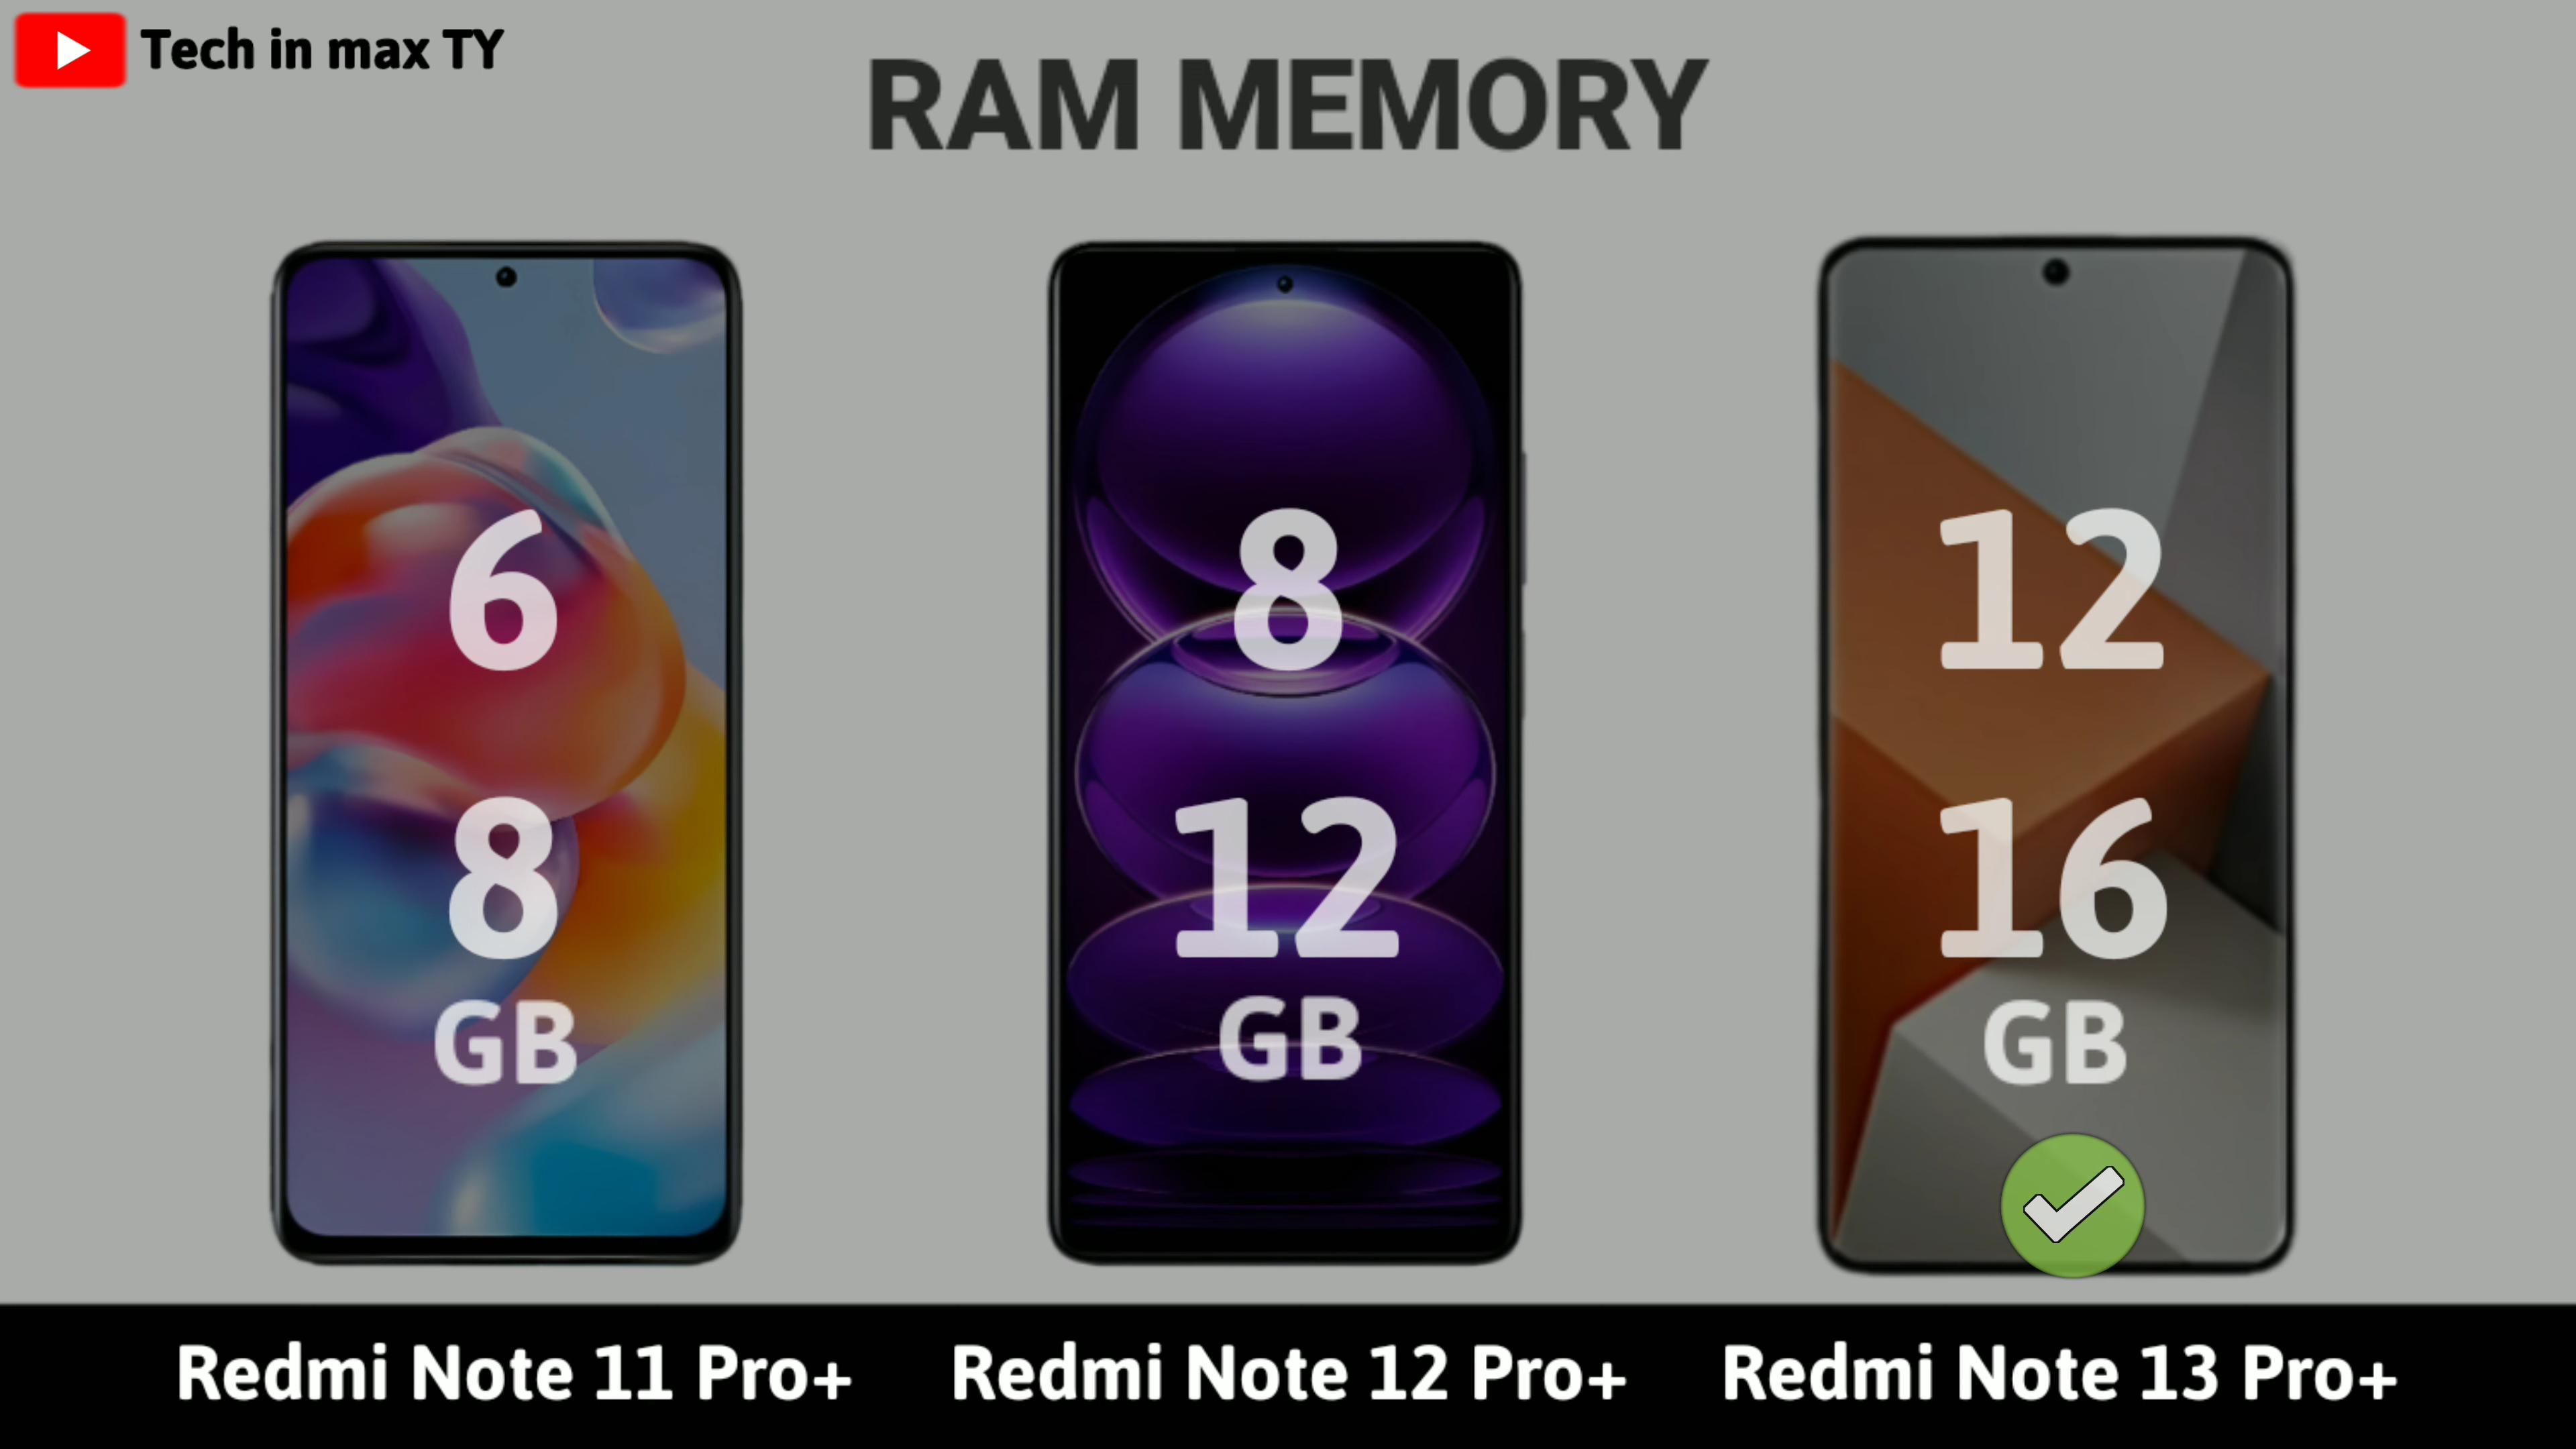 Tech in max TY
RAM MEMORY
6
8
GB
8
12
GB
12
16
GB
Redmi Note 11 Pro+
Redmi Note 12 Pro+
Redmi Note 13 Pro+